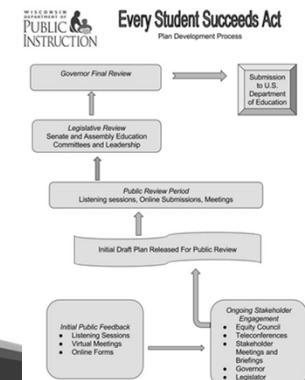 WISCONSIN
DEPARTMENT OF
PUBLIC
INSTRUCTION
Every Student Succeeds Act
Plan Development Process
Governor Final Review
Submission
to U.S.
Department
of Education
Legislative Review
Senate and Assembly Education
Committees and Leadership
Public Review Period
Listening sessions, Online Submissions, Meetings
Initial Draft Plan Released For Public Review
Initial Public Feedback
● Listening Sessions
● Virtual Meetings
● Online Forms
Ongoing Stakeholder
Engagement
● Equity Council
● Teleconferences
● Stakeholder
Meetings and
Briefings
● Governor
● Legislator